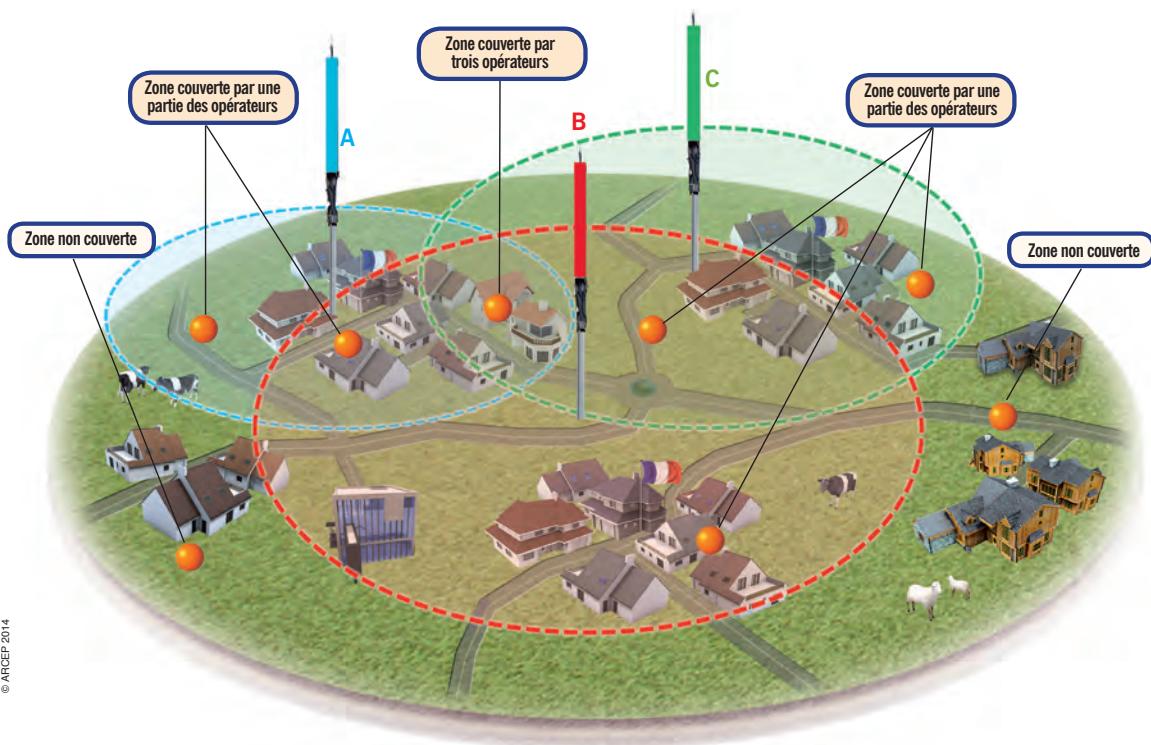 Zone couverte par
trois opérateurs
Zone couverte par une
partie des opérateurs
A
B
C
Zone couverte par une
partie des opérateurs
Zone non couverte
Zone non couverte
© ARCEP 2014